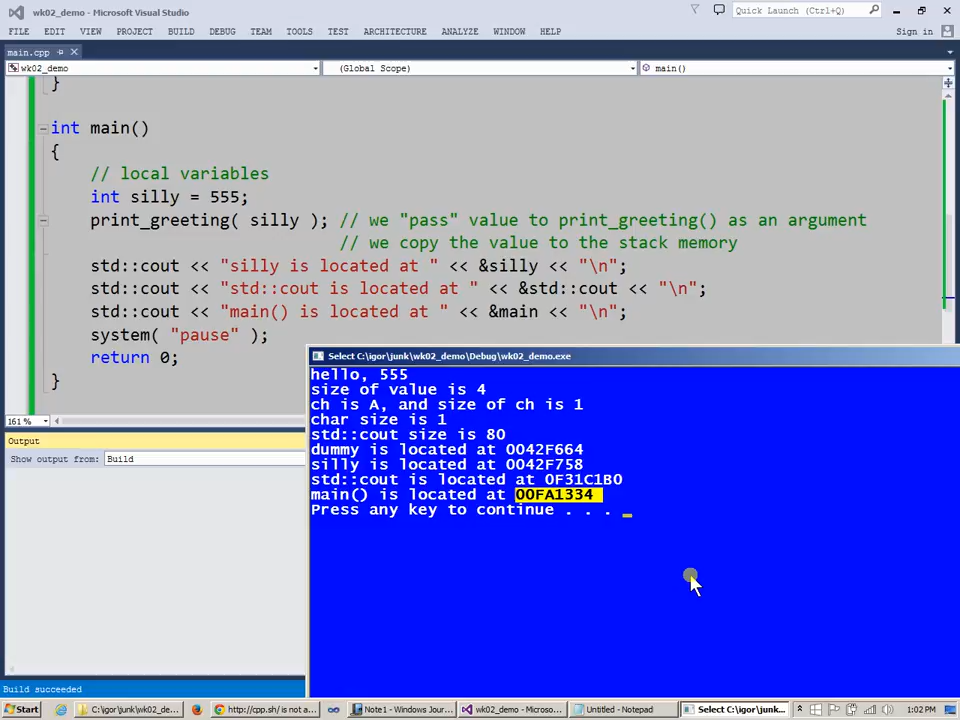 wk02_demo - Microsoft Visual Studio
Quick Launch (Ctrl+Q)
FILE EDIT VIEW PROJECT BUILD DEBUG TEAM TOOLS TEST ARCHITECTURE ANALYZE WINDOW HELP
Sign in
main.cpp
wk02_demo
(Global Scope)
main()
}
int main()
{
// local variables
int silly = 555;
print_greeting( silly ); // we "pass" value to print_greeting() as an argument
// we copy the value to the stack memory
std::cout << "silly is located at " << &silly << "\n";
std::cout << "std::cout is located at " << &std::cout << "\n";
std::cout << "main() is located at " << &main << "\n";
system( "pause" );
return 0;
}
161 %
Output
Show output from: Build
Select C:\igor\junk\wk02_demo\Debug\wk02_demo.exe
hello, 555
size of value is 4
ch is A, and size of ch is 1
char size is 1
std::cout size is 80
dummy is located at 0042F664
silly is located at 0042F758
std::cout is located at 0F31C1B0
main() is located at 00FA1334
Press any key to continue . . . _
Build succeeded
Start
C:\igor\junk\wk02_de...
http://cpp.sh/ is not a...
Note1 - Windows Jour...
wk02_demo - Microso...
Untitled - Notepad
Select C:\igor\junk...
1:02 PM